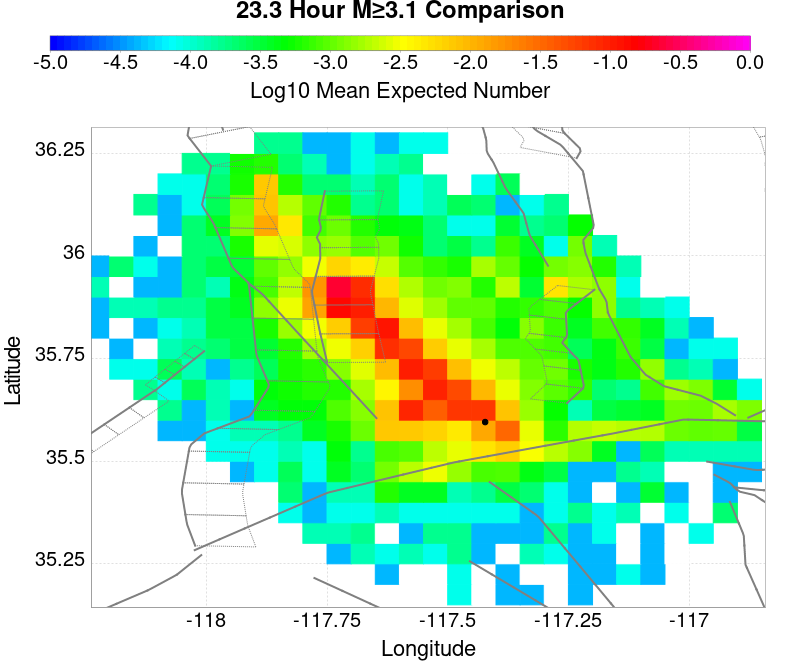 23.3 Hour M≥3.1 Comparison
-5.0 -4.5 -4.0 -3.5 -3.0 -2.5 -2.0 -1.5 -1.0 -0.5 0.0
Log10 Mean Expected Number
36.25
36
35.75
35.5
35.25
Latitude
-118 -117.75 -117.5 -117.25 -117
Longitude